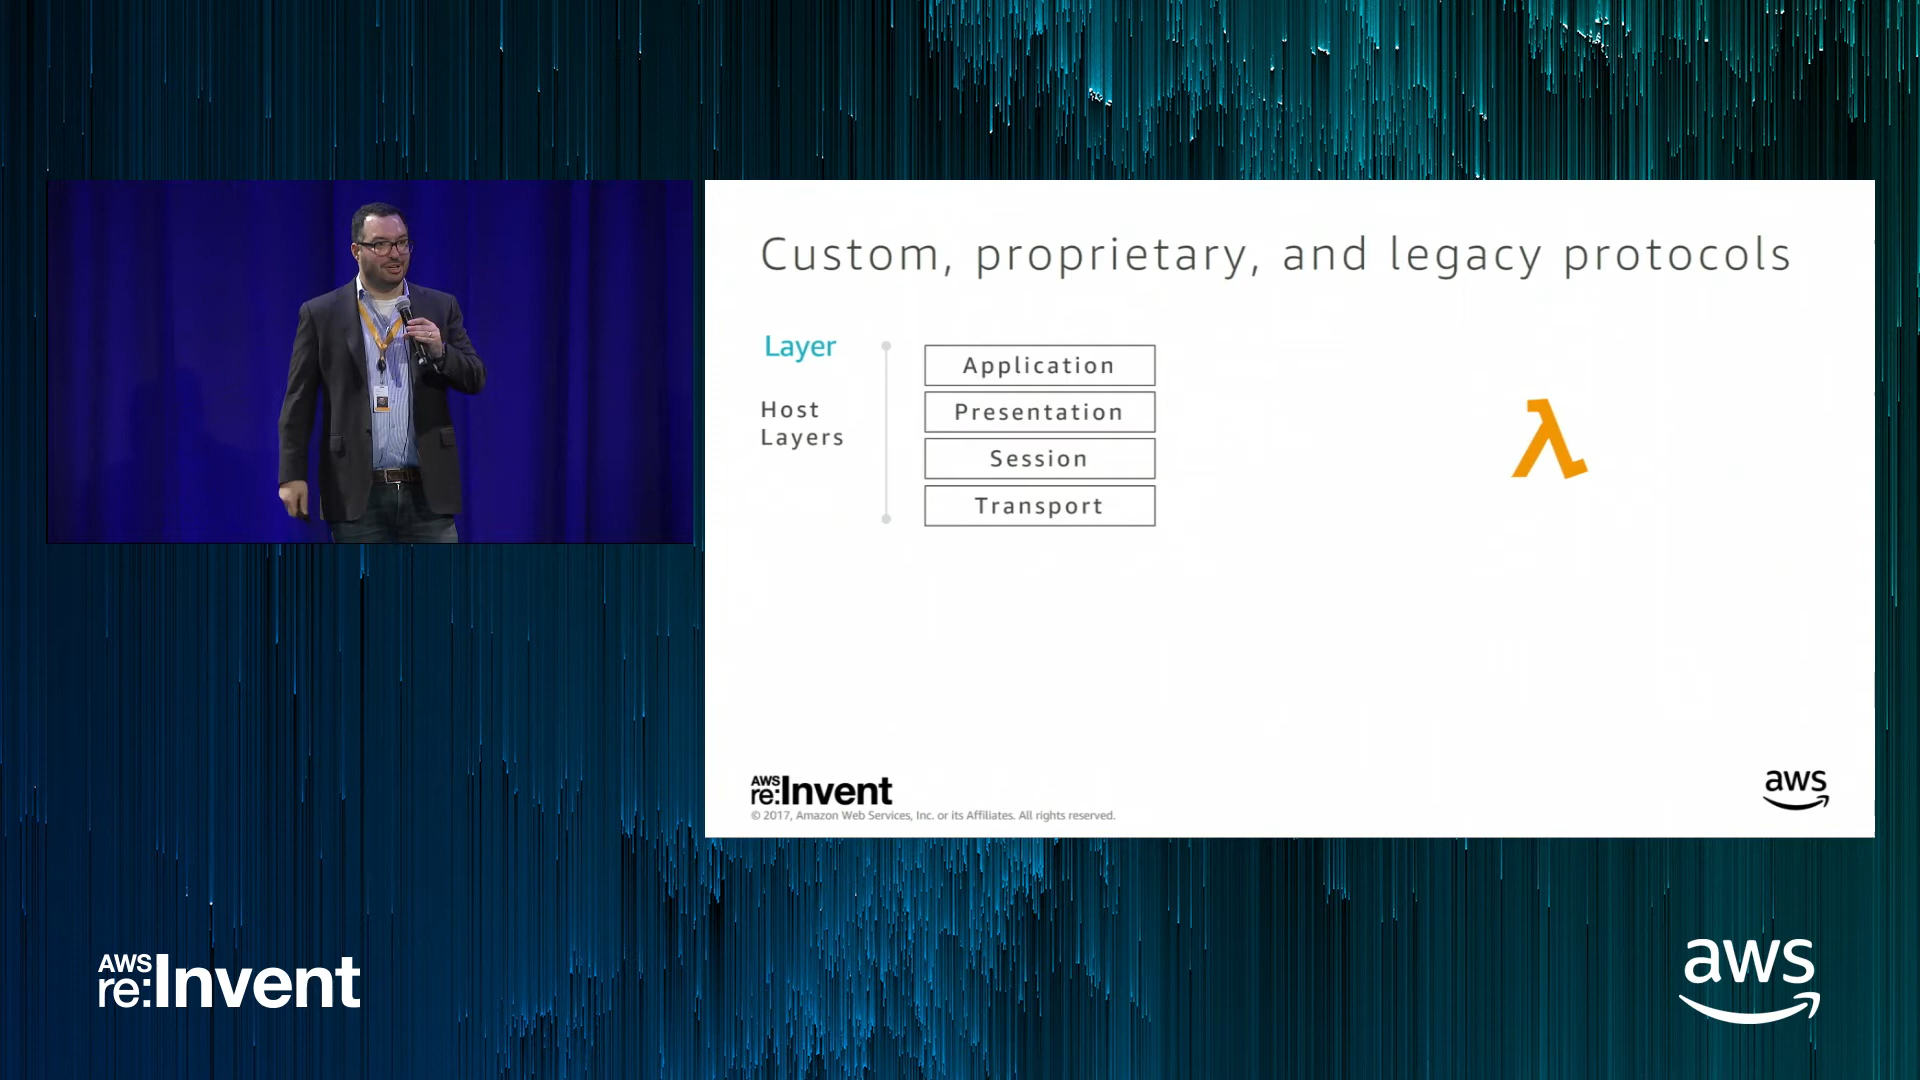 Custom, proprietary, and legacy protocols
Layer
Host
Layers
Application
Presentation
Session
Transport
λ
AWS
re:Invent
© 2017, Amazon Web Services, Inc. or its Affiliates. All rights reserved.
aws
AWS
re:Invent
aws